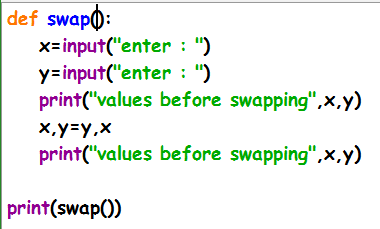 def swap():
x=input("enter : ")
y=input("enter : ")
print("values before swapping",x,y)
x,y=y,x
print("values before swapping",x,y)
print(swap())